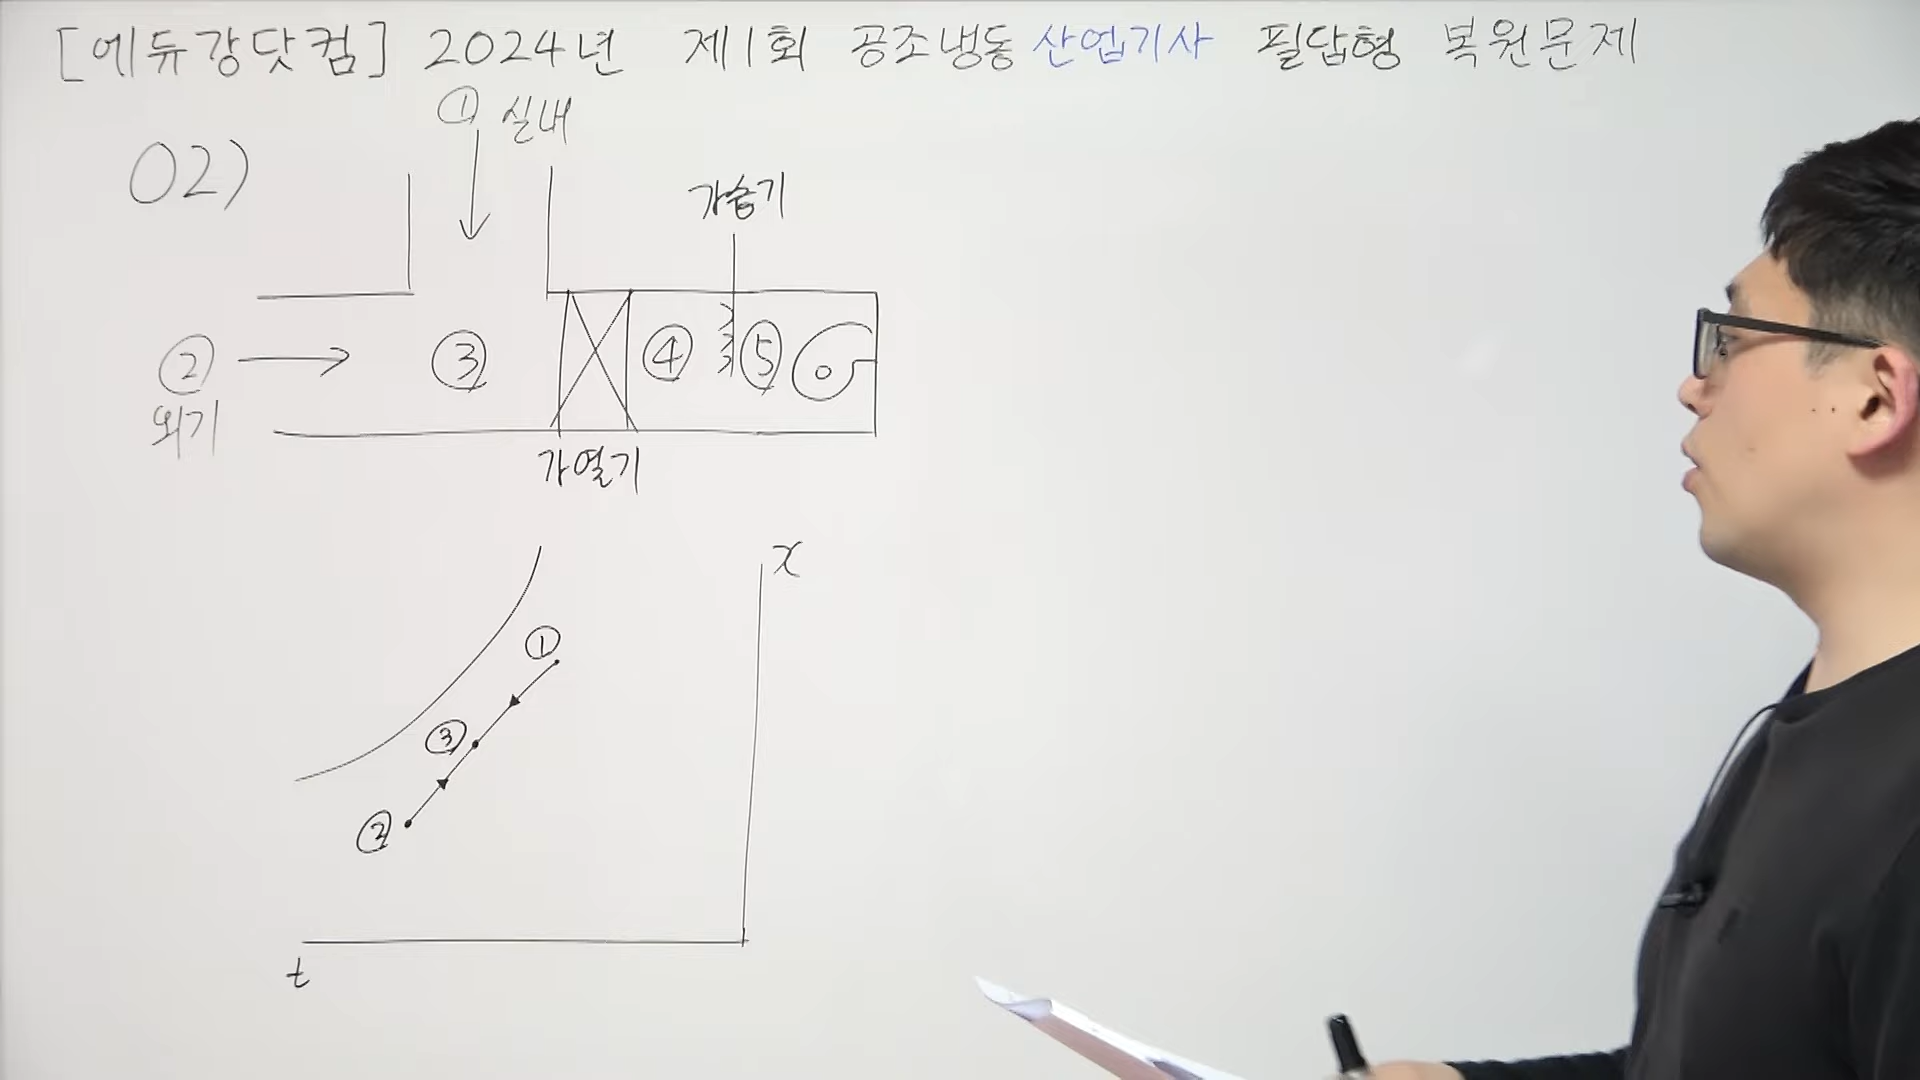 [에듀강닷컴] 2024년 제1회 공조냉동산업기사 필답형 복원문제
① 실내
02)
가습기
② ③ ④ ⑤
외기
가열기
x
①
③
②
t